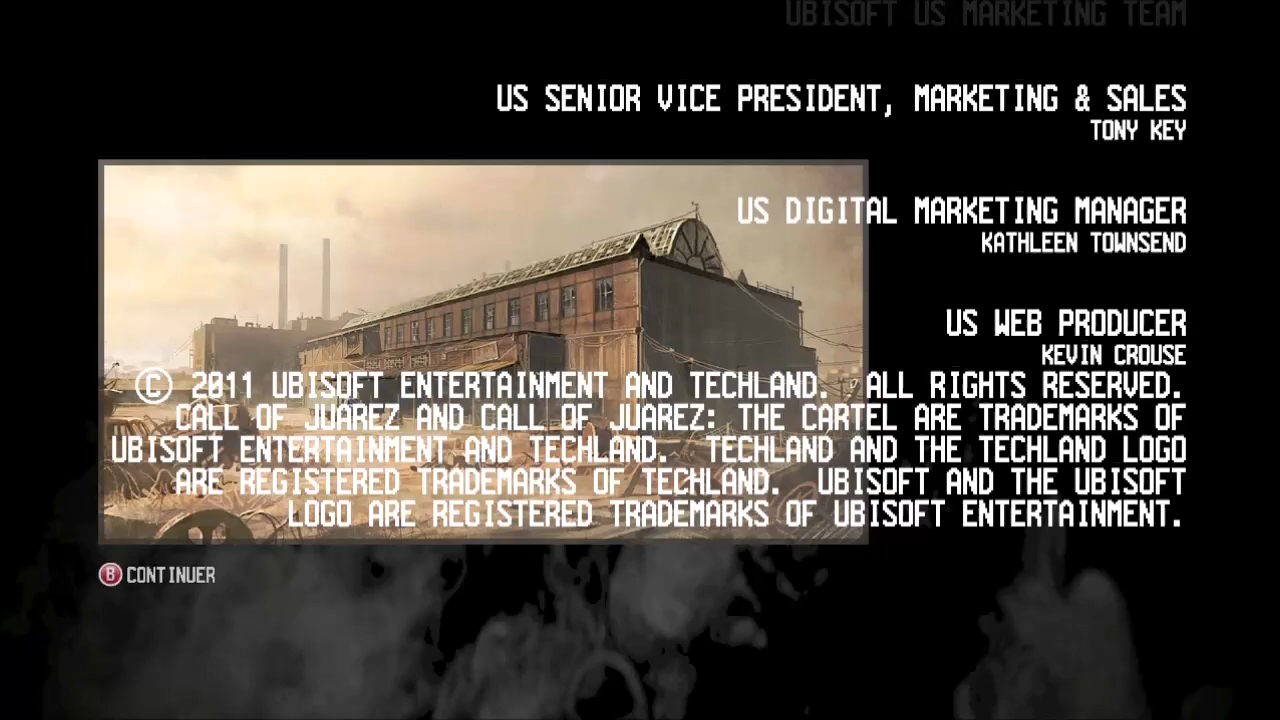 UBISOFT US MARKETING TEAM
US SENIOR VICE PRESIDENT, MARKETING & SALES
TONY KEY
US DIGITAL MARKETING MANAGER
KATHLEEN TOWNSEND
US WEB PRODUCER
KEVIN CROUSE
© 2011 UBISOFT ENTERTAINMENT AND TECHLAND. ALL RIGHTS RESERVED.
CALL OF JUAREZ AND CALL OF JUAREZ: THE CARTEL ARE TRADEMARKS OF
UBISOFT ENTERTAINMENT AND TECHLAND. TECHLAND AND THE TECHLAND LOGO
ARE REGISTERED TRADEMARKS OF TECHLAND. UBISOFT AND THE UBISOFT
LOGO ARE REGISTERED TRADEMARKS OF UBISOFT ENTERTAINMENT.
B CONTINUER